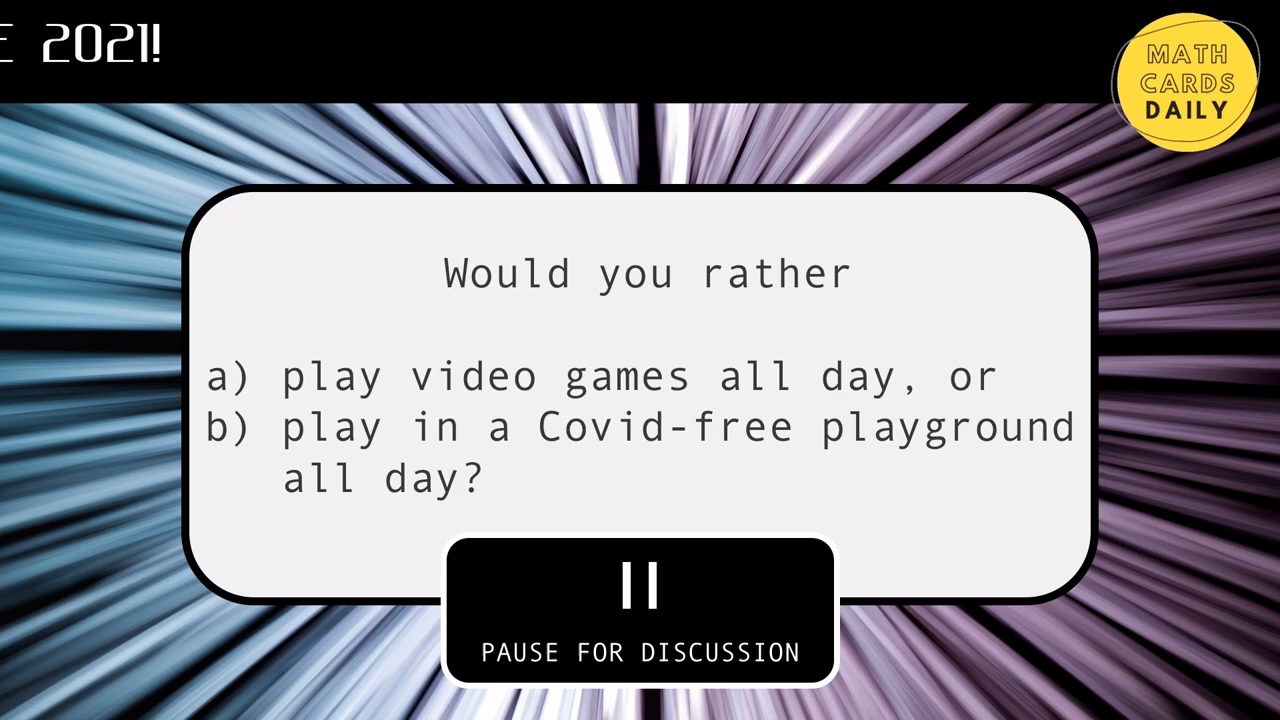 2021!
MATH
CARDS
DAILY
Would you rather
a) play video games all day, or
b) play in a Covid-free playground
all day?
PAUSE FOR DISCUSSION